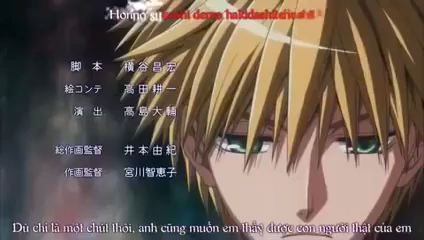 Honno su demo
脚 本 横谷昌宏
絵コンテ 高田耕一
演 出 高島大輔
総作画監督 井本由紀
作画監督 宮川智恵子
Dù chỉ là một chút thôi, anh cũng muốn em thấy được con người thật của em